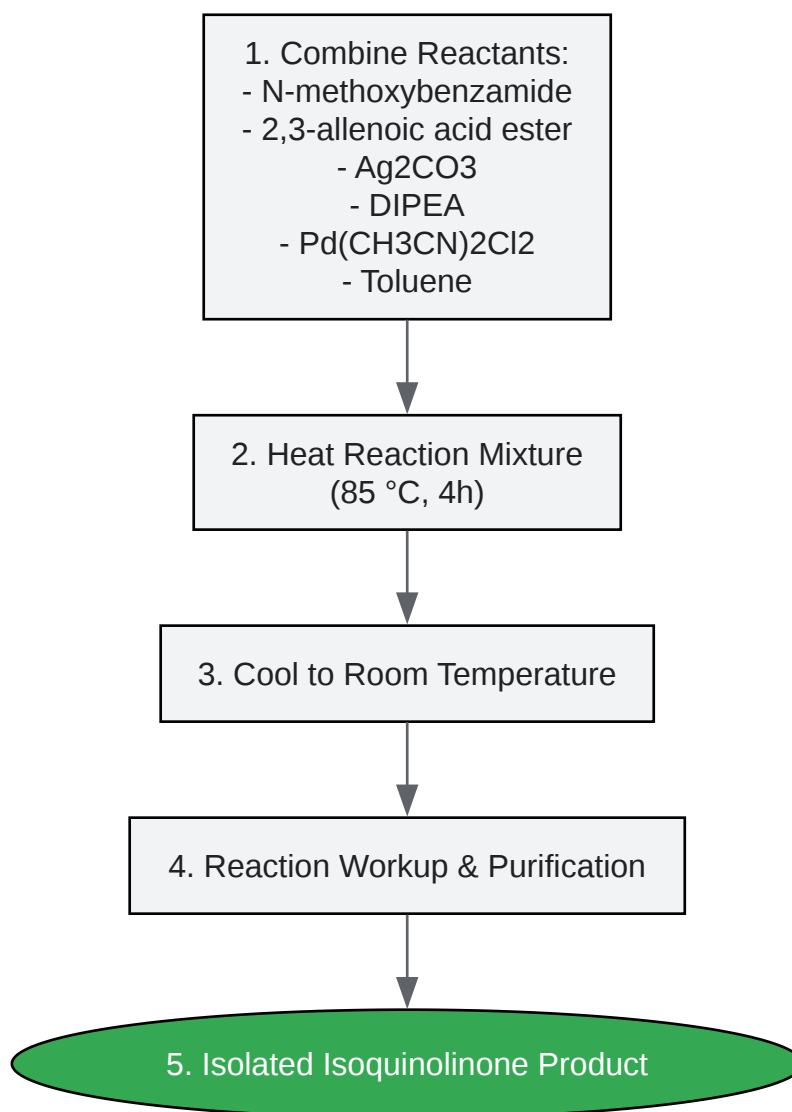 1. Combine Reactants:
- N-methoxybenzamide
- 2,3-allenoic acid ester
- Ag2CO3
- DIPEA
- Pd(CH3CN)2Cl2
- Toluene
2. Heat Reaction Mixture
(85 °C, 4h)
3. Cool to Room Temperature
4. Reaction Workup & Purification
5. Isolated Isoquinolinone Product